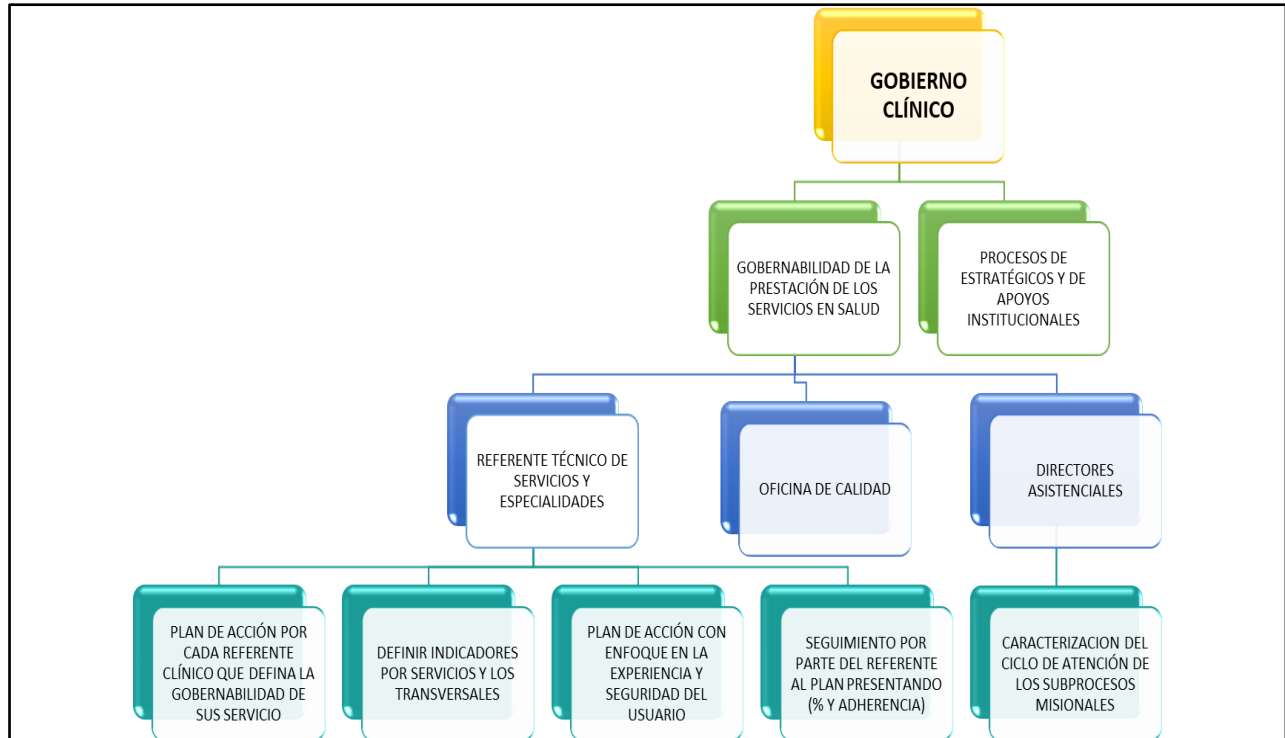 GOBIERNO
CLÍNICO
GOBERNABILIDAD DE LA
PRESTACIÓN DE LOS
SERVICIOS EN SALUD
PROCESOS DE
ESTRATÉGICOS Y DE
APOYOS
INSTITUCIONALES
REFERENTE TÉCNICO DE
SERVICIOS Y
ESPECIALIDADES
OFICINA DE CALIDAD
DIRECTORES
ASISTENCIALES
PLAN DE ACCIÓN POR
CADA REFERENTE
CLÍNICO QUE DEFINA LA
GOBERNABILIDAD DE
SUS SERVICIO
DEFINIR INDICADORES
POR SERVICIOS Y LOS
TRANSVERSALES
PLAN DE ACCIÓN CON
ENFOQUE EN LA
EXPERIENCIA Y
SEGURIDAD DEL
USUARIO
SEGUIMIENTO POR
PARTE DEL REFERENTE
AL PLAN PRESENTANDO
(% Y ADHERENCIA)
CARACTERIZACION DEL
CICLO DE ATENCIÓN DE
LOS SUBPROCESOS
MISIONALES